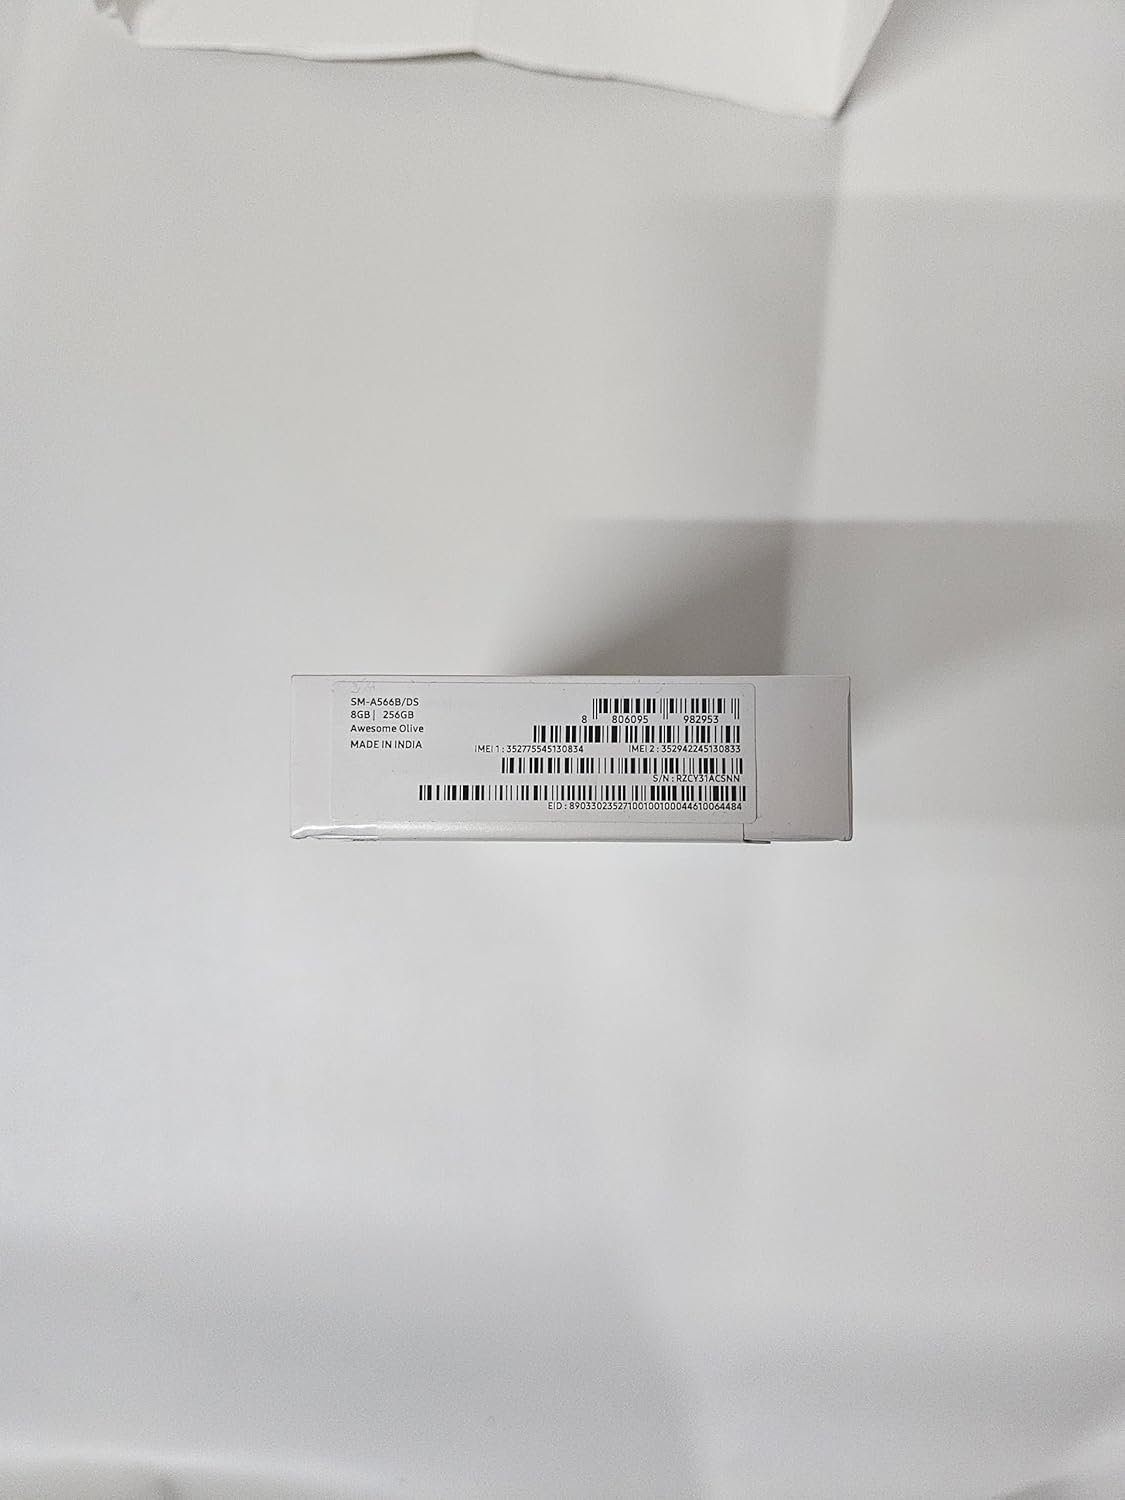 SM-A566B/DS
8GB | 256GB
Awesome Olive
MADE IN INDIA
8 806095 982953
IMEI 1 : 352775545130834 IMEI 2 : 352942245130833
S/N : RZCY31ACSNN
EID : 89033023527100100100044610064484